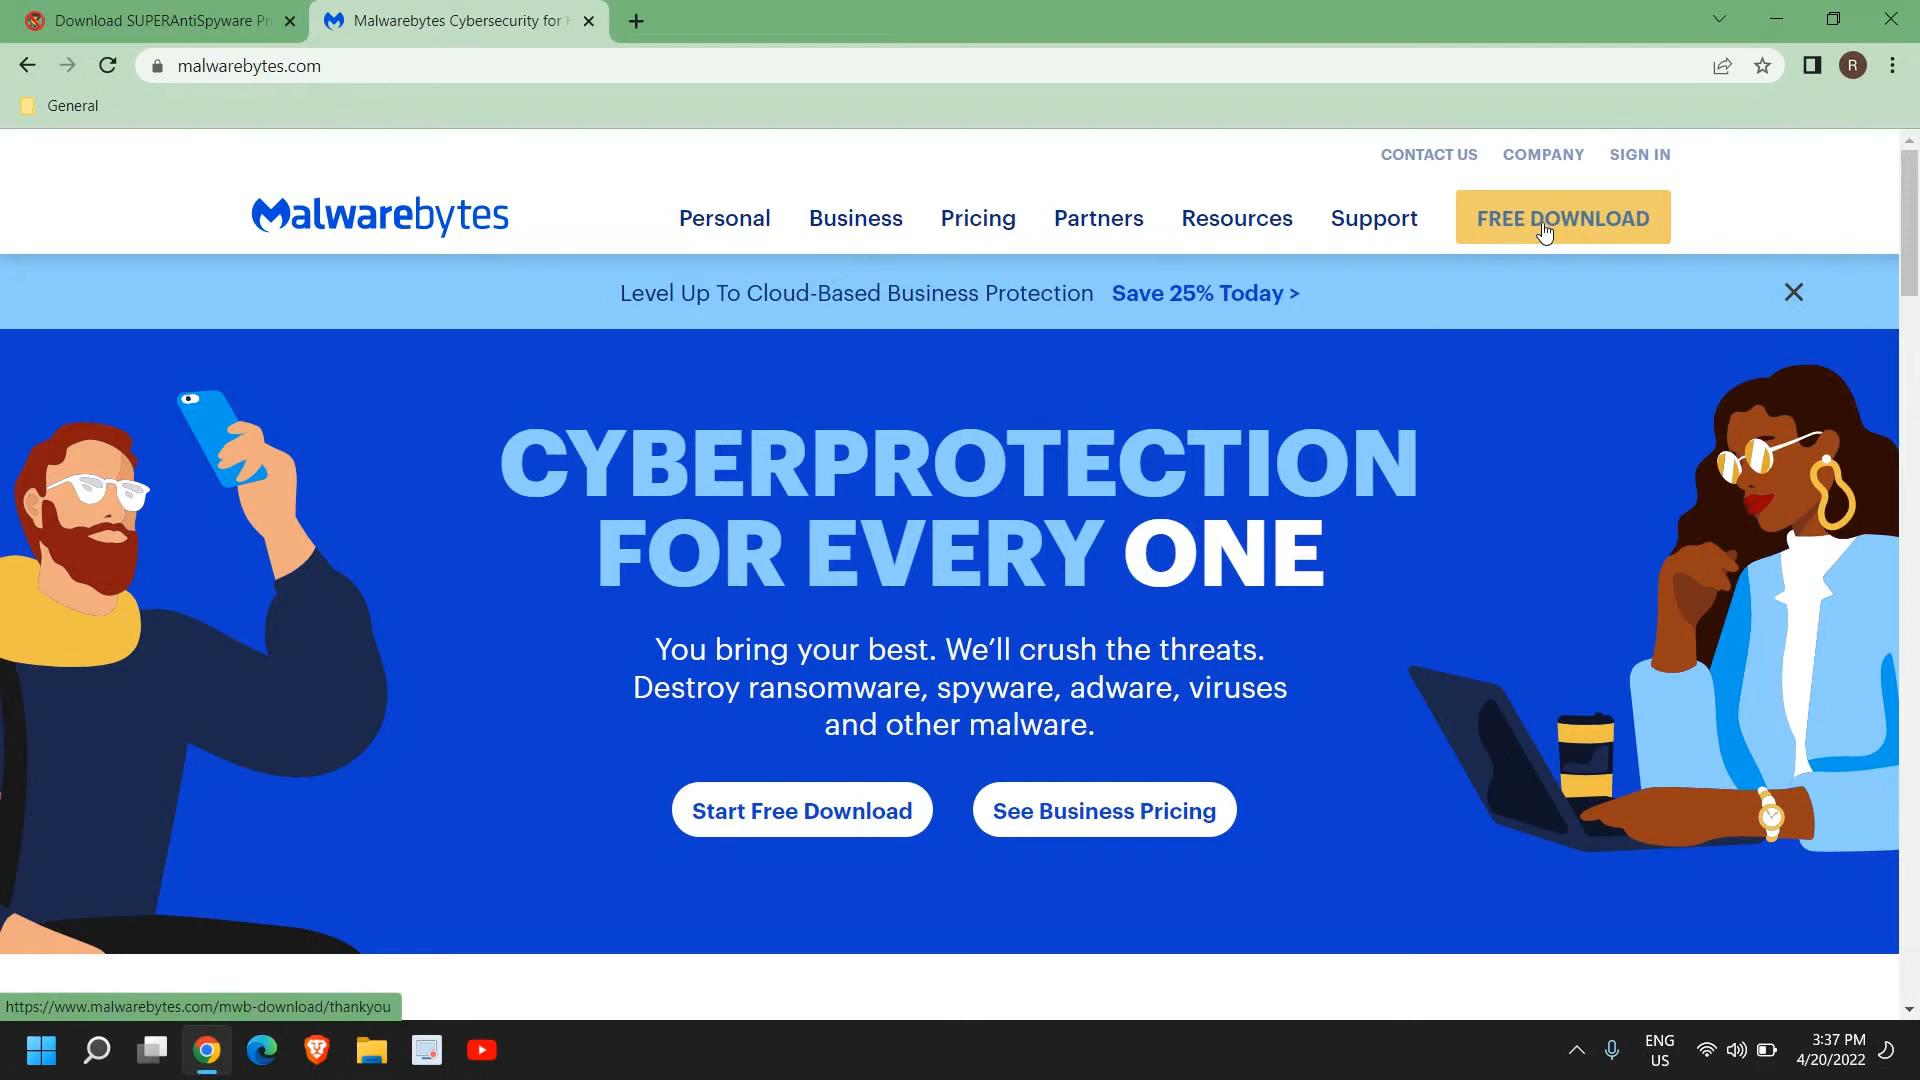 Download SUPERAntiSpyware Pr
Malwarebytes Cybersecurity for H
malwarebytes.com
R
General
CONTACT US COMPANY SIGN IN
Malwarebytes
Personal Business Pricing Partners Resources Support FREE DOWNLOAD
Level Up To Cloud-Based Business Protection Save 25% Today >
CYBERPROTECTION
FOR EVERY ONE
You bring your best. We’ll crush the threats.
Destroy ransomware, spyware, adware, viruses
and other malware.
Start Free Download See Business Pricing
https://www.malwarebytes.com/mwb-download/thankyou
ENG
US
3:37 PM
4/20/2022